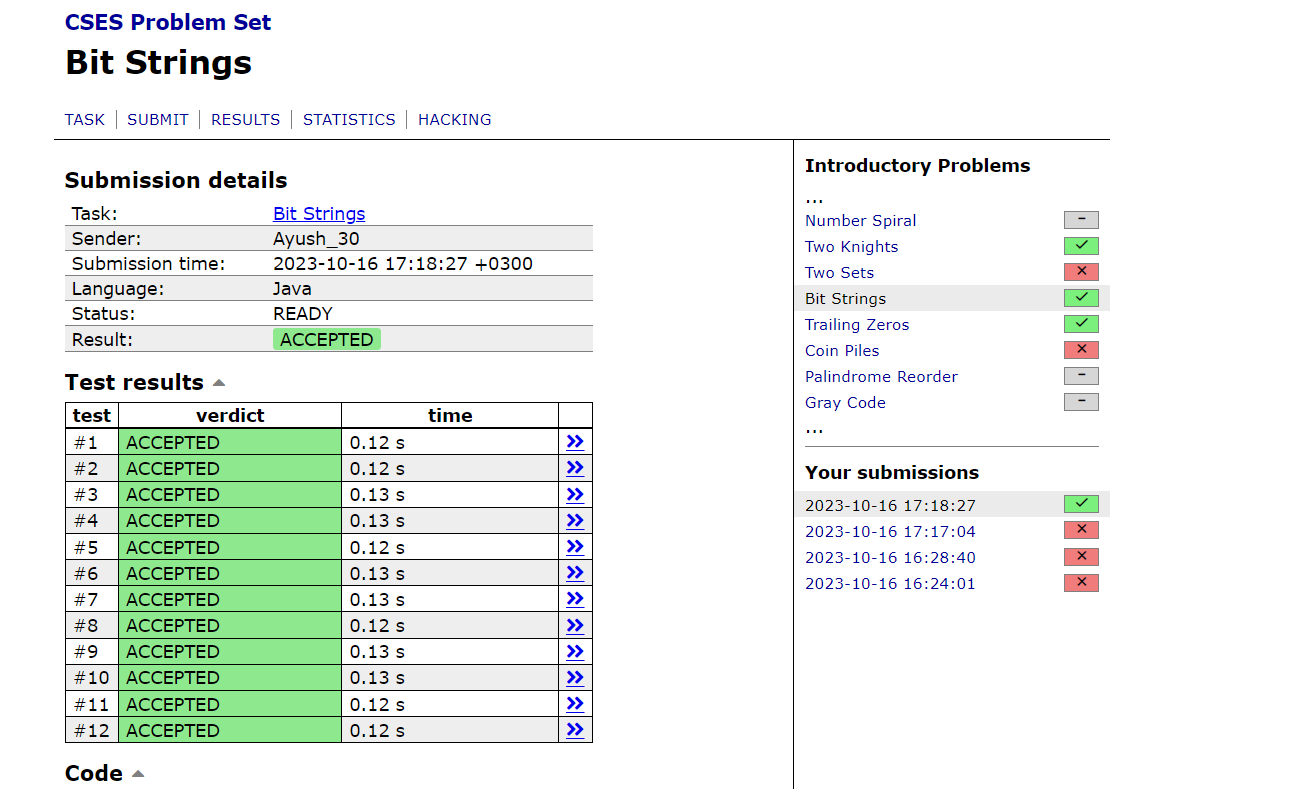 CSES Problem Set
Bit Strings
TASK | SUBMIT | RESULTS | STATISTICS | HACKING
Submission details
Task: Bit Strings
Sender: Ayush_30
Submission time: 2023-10-16 17:18:27 +0300
Language: Java
Status: READY
Result: ACCEPTED
Test results
test verdict time
#1 ACCEPTED 0.12 s »
#2 ACCEPTED 0.12 s »
#3 ACCEPTED 0.13 s »
#4 ACCEPTED 0.13 s »
#5 ACCEPTED 0.12 s »
#6 ACCEPTED 0.13 s »
#7 ACCEPTED 0.13 s »
#8 ACCEPTED 0.12 s »
#9 ACCEPTED 0.13 s »
#10 ACCEPTED 0.13 s »
#11 ACCEPTED 0.12 s »
#12 ACCEPTED 0.12 s »
Code
Introductory Problems
...
Number Spiral –
Two Knights ✓
Two Sets ✕
Bit Strings ✓
Trailing Zeros ✓
Coin Piles ✕
Palindrome Reorder –
Gray Code –
...
Your submissions
2023-10-16 17:18:27 ✓
2023-10-16 17:17:04 ✕
2023-10-16 16:28:40 ✕
2023-10-16 16:24:01 ✕